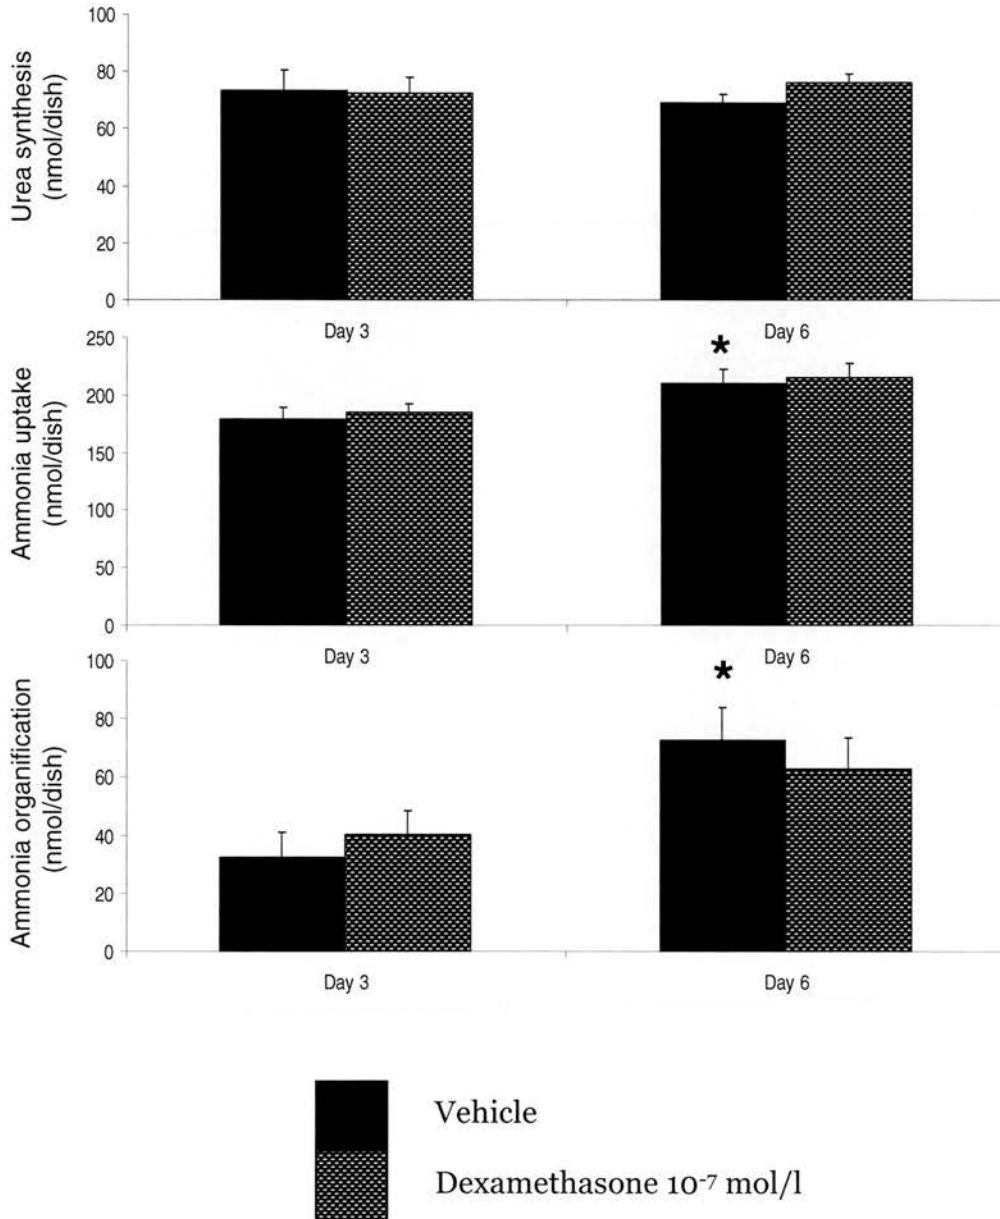 Urea synthesis
(nmol/dish)
100
80
60
40
20
0
Day 3
Day 6
Ammonia uptake
(nmol/dish)
250
200
150
100
50
0
*
Day 3
Day 6
Ammonia organification
(nmol/dish)
100
80
60
40
20
0
*
Day 3
Day 6
Vehicle
Dexamethasone 10⁻⁷ mol/l